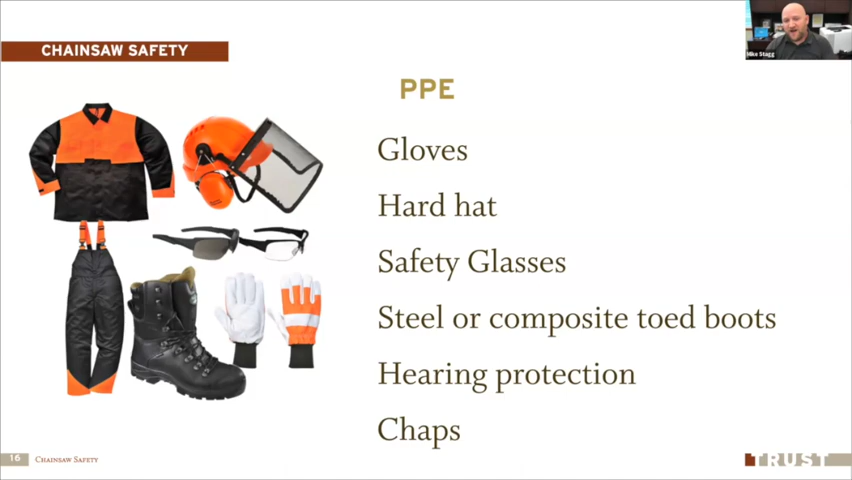 CHAINSAW SAFETY
Mike Stagg
PPE
Gloves
Hard hat
Safety Glasses
Steel or composite toed boots
Hearing protection
Chaps
16
CHAINSAW SAFETY
TRUST